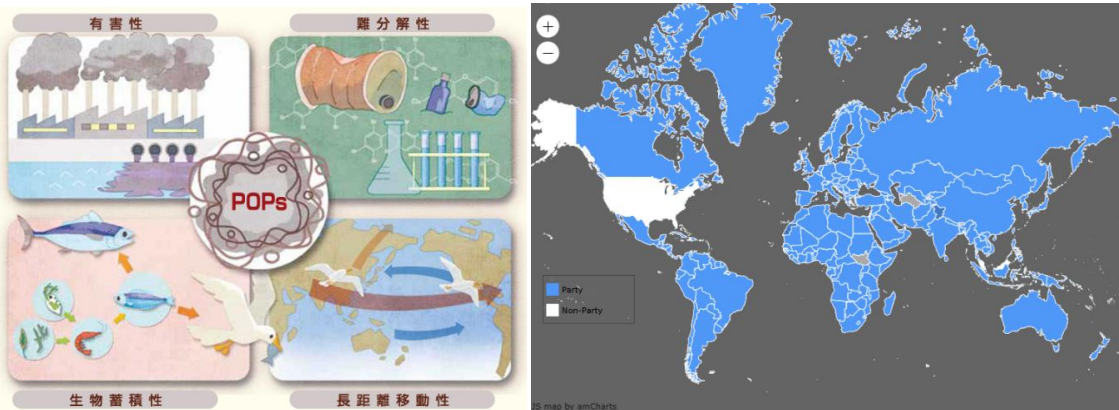 有害性
難分解性
POPs
生物蓄積性
長距離移動性
+
−
Party
Non-Party
JS map by amCharts